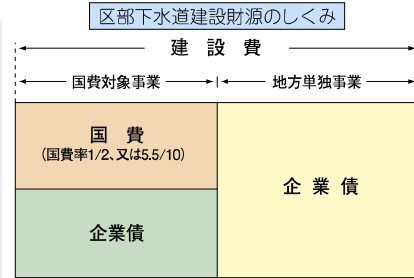 区部下水道建設財源のしくみ
建設費
国費対象事業
地方単独事業
国費
(国費率1/2、又は5.5/10)
企業債
企業債